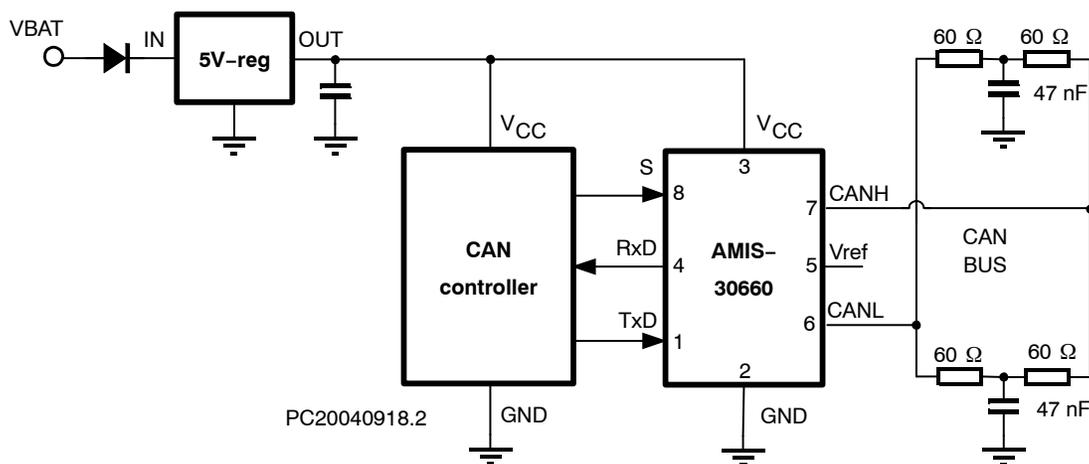 VBAT
IN
5V−reg
OUT
60 Ω
60 Ω
47 nF
VCC
VCC
S
8
3
7
CANH
CAN
controller
RxD
4
AMIS−
30660
5
Vref
CAN
BUS
TxD
1
6
CANL
2
60 Ω
60 Ω
47 nF
PC20040918.2
GND
GND